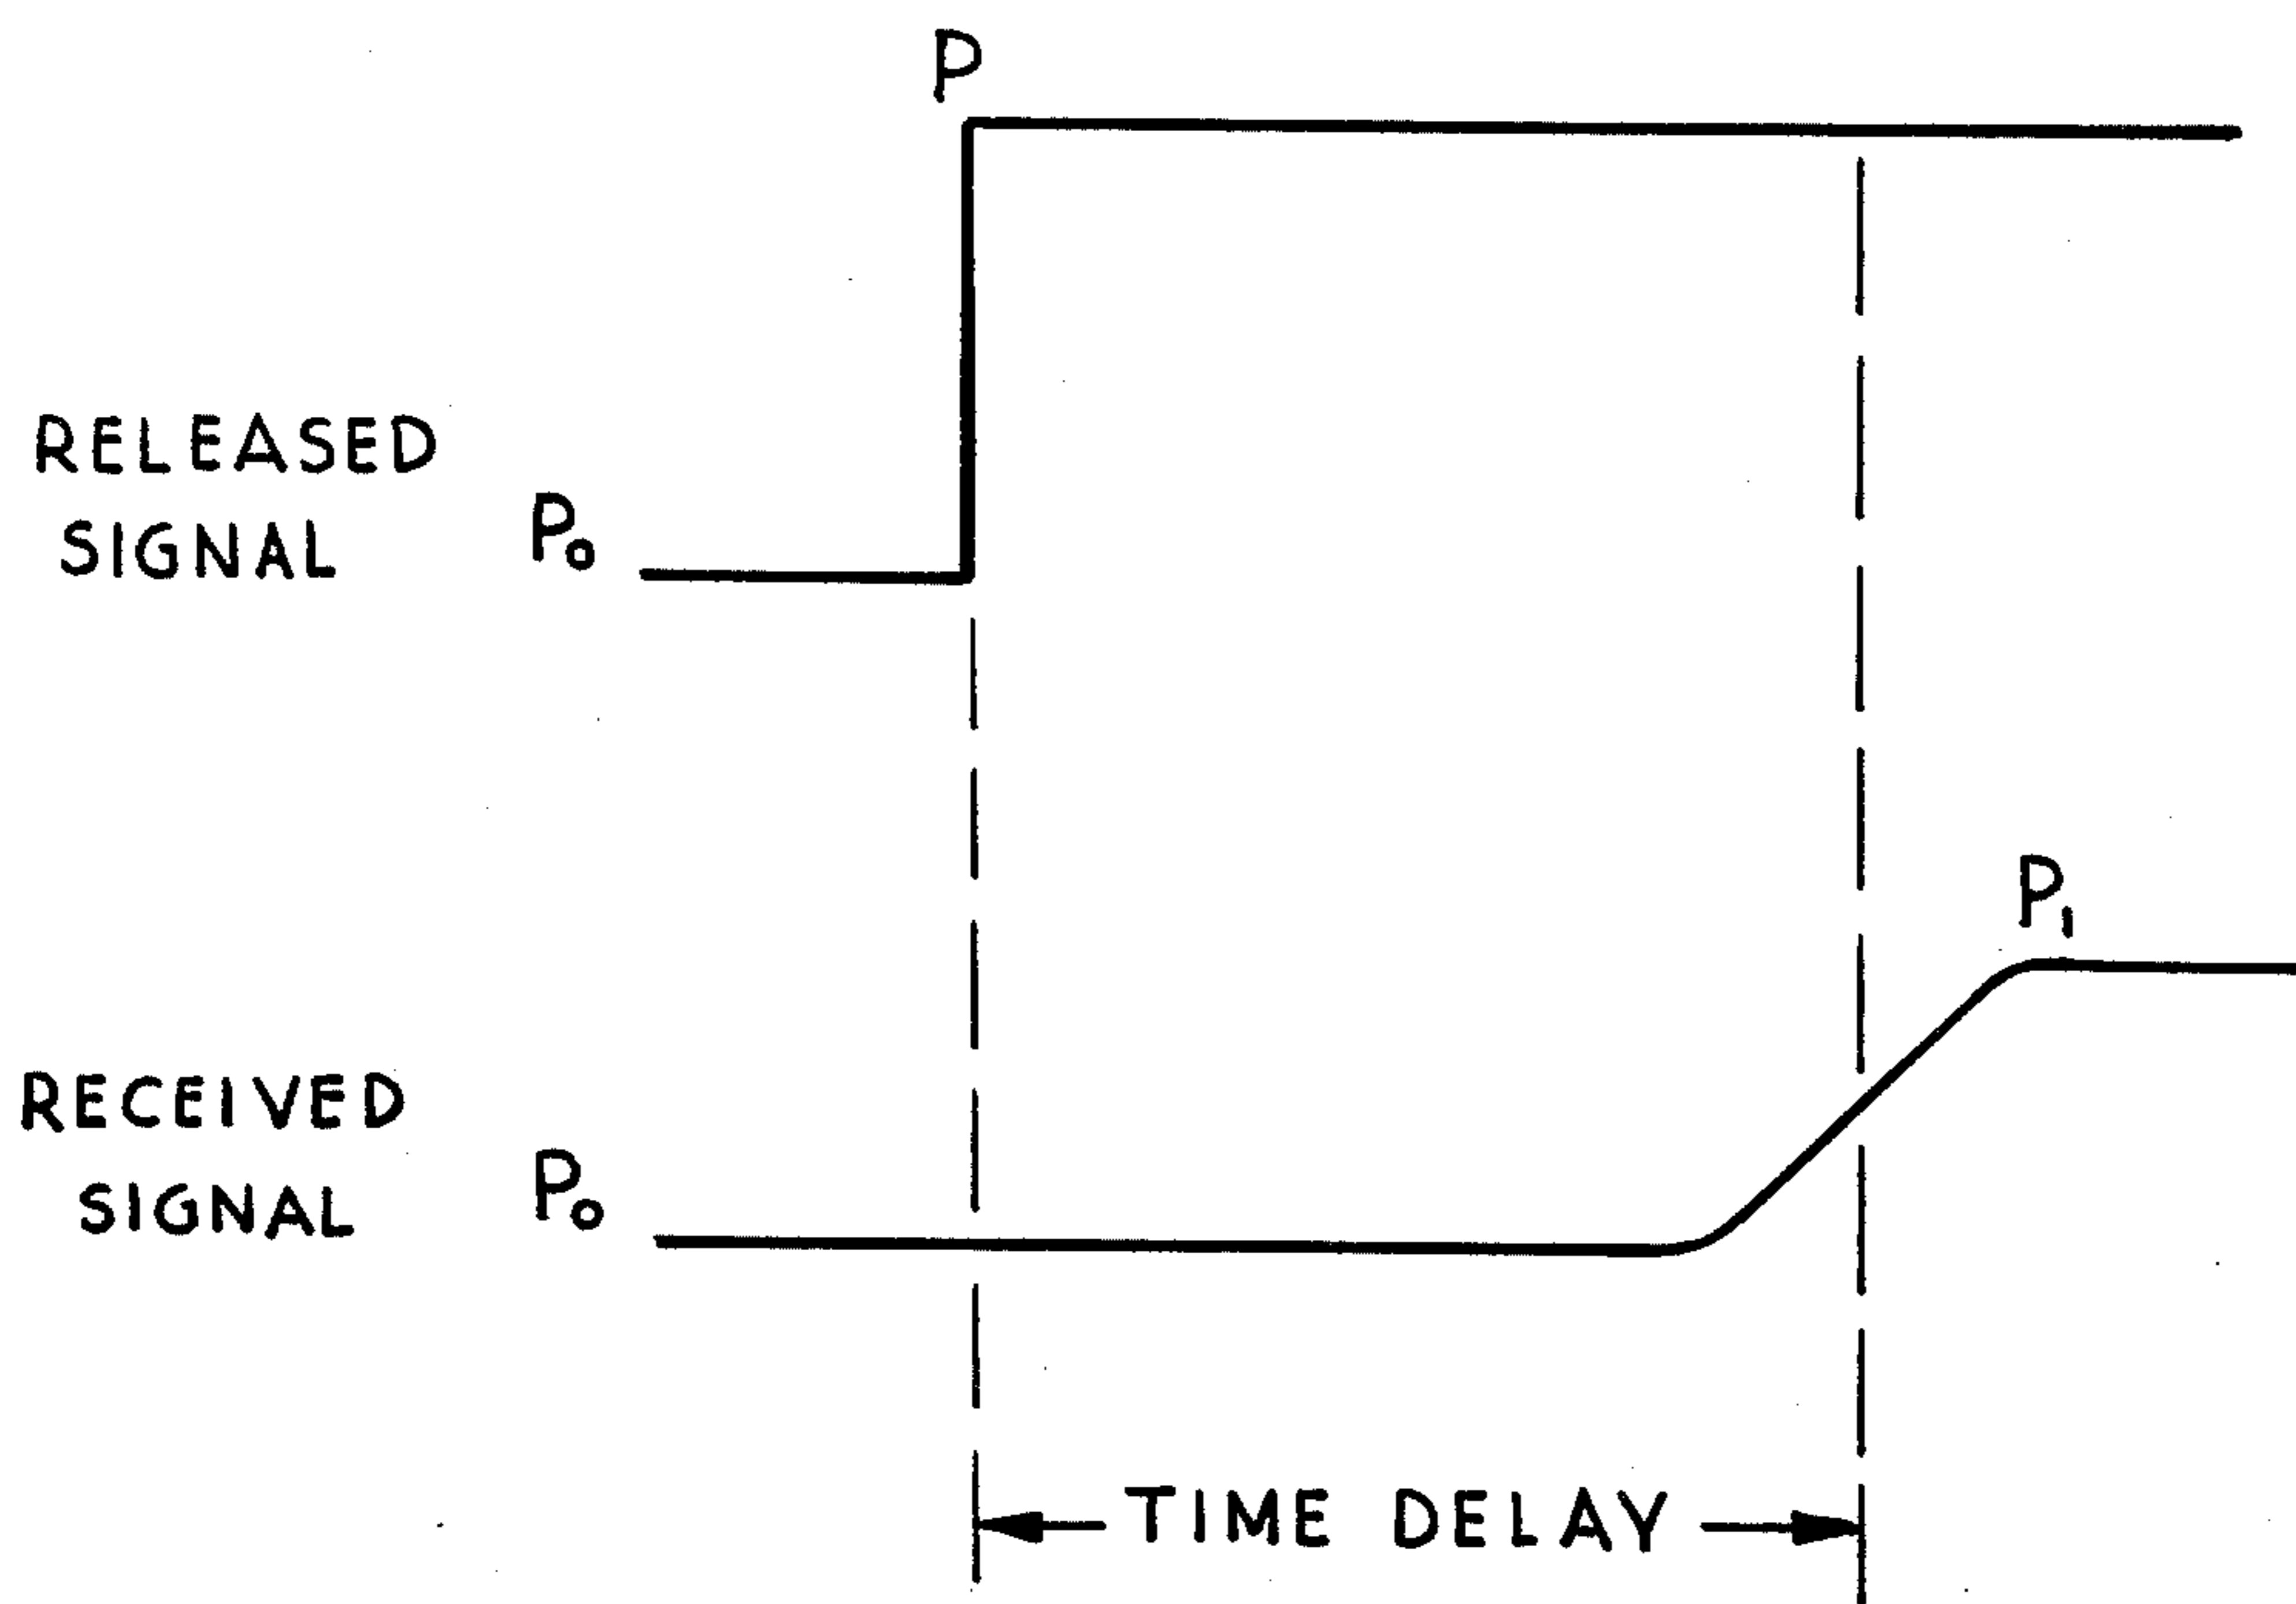 P
RELEASED
SIGNAL
P₀
P₁
RECEIVED
SIGNAL
P₀
TIME DELAY